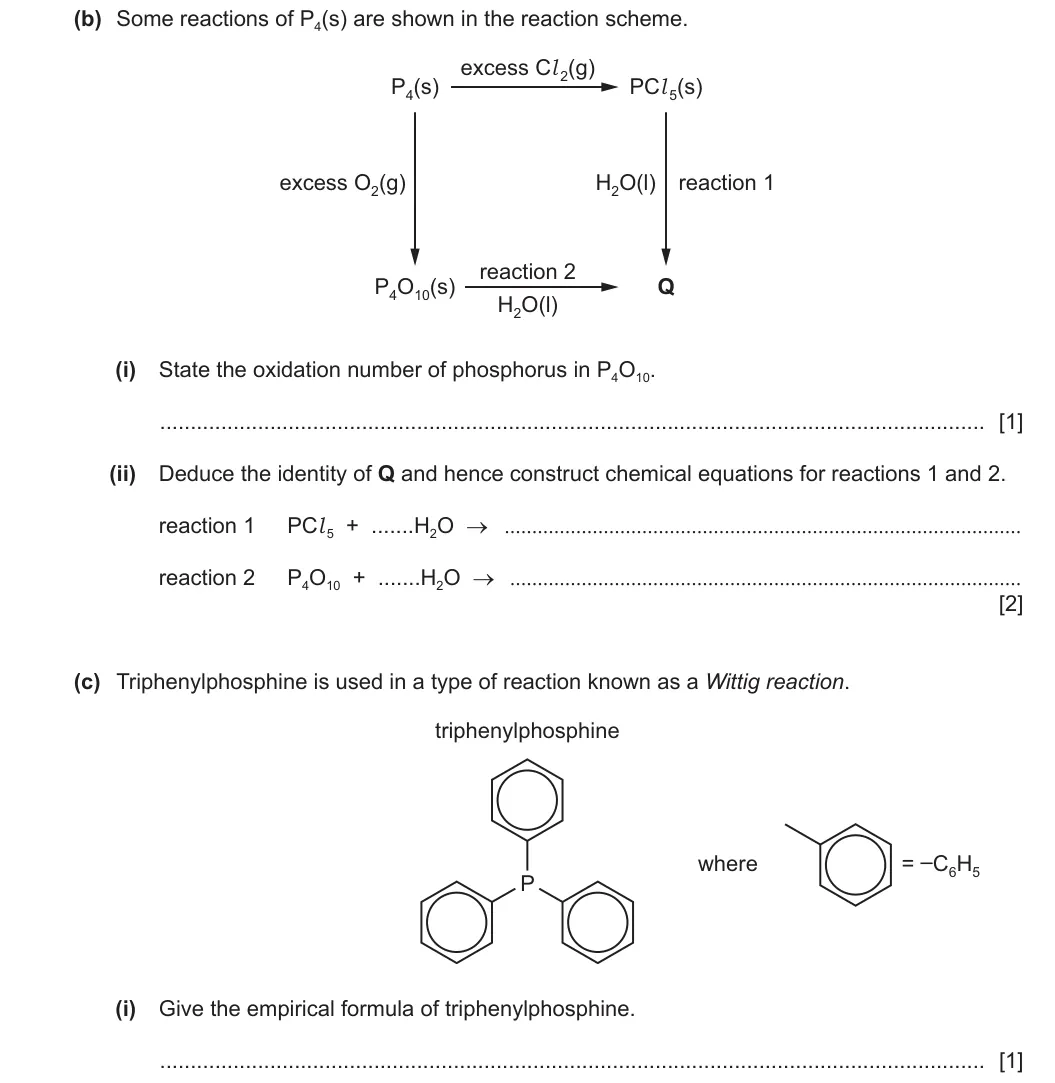 (b) Some reactions of P₄(s) are shown in the reaction scheme.
excess Cl₂(g)
P₄(s) PCl₅(s)
excess O₂(g) H₂O(l) reaction 1
reaction 2
P₄O₁₀(s) Q
H₂O(l)
(i) State the oxidation number of phosphorus in P₄O₁₀.
.......................................................................................................................................... [1]
(ii) Deduce the identity of Q and hence construct chemical equations for reactions 1 and 2.
reaction 1 PCl₅ + .......H₂O → ......................................................................................
reaction 2 P₄O₁₀ + .......H₂O → .....................................................................................
[2]
(c) Triphenylphosphine is used in a type of reaction known as a Wittig reaction.
triphenylphosphine
where = –C₆H₅
P
(i) Give the empirical formula of triphenylphosphine.
.......................................................................................................................................... [1]